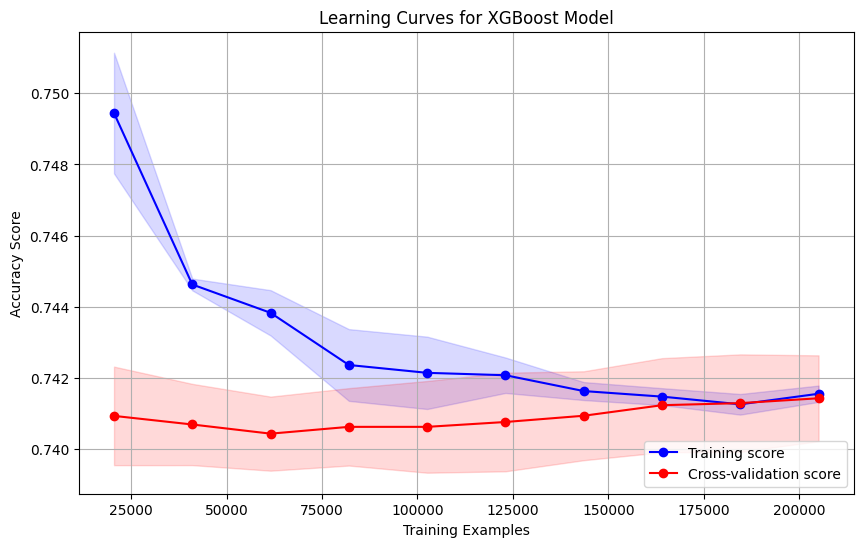 Learning Curves for XGBoost Model
Accuracy Score
0.750
0.748
0.746
0.744
0.742
0.740
Training score
Cross-validation score
25000 50000 75000 100000 125000 150000 175000 200000
Training Examples